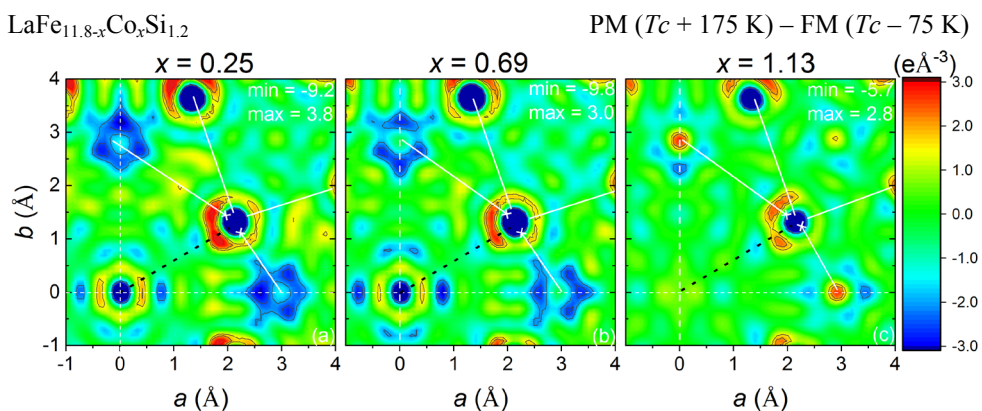 LaFe11.8-xCoxSi1.2 PM (Tc + 175 K) – FM (Tc – 75 K)
x = 0.25 x = 0.69 x = 1.13 (eÅ⁻³)
min = -9.2
max = 3.8
min = -9.8
max = 3.0
min = -5.7
max = 2.8
4
3
2
1
0
-1
b (Å)
(a)
(b)
(c)
3.0
2.0
1.0
0.0
-1.0
-2.0
-3.0
-1 0 1 2 3 4 0 1 2 3 4 0 1 2 3 4
a (Å) a (Å) a (Å)